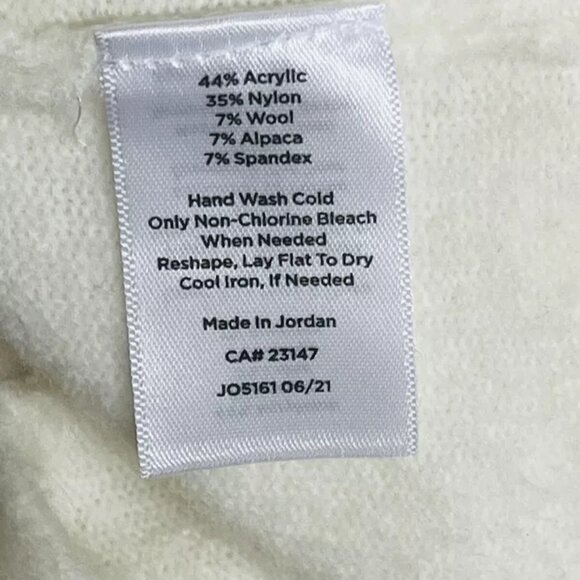 44% Acrylic
35% Nylon
7% Wool
7% Alpaca
7% Spandex
Hand Wash Cold
Only Non-Chlorine Bleach
When Needed
Reshape, Lay Flat To Dry
Cool Iron, If Needed
Made In Jordan
CA# 23147
JO5161 06/21